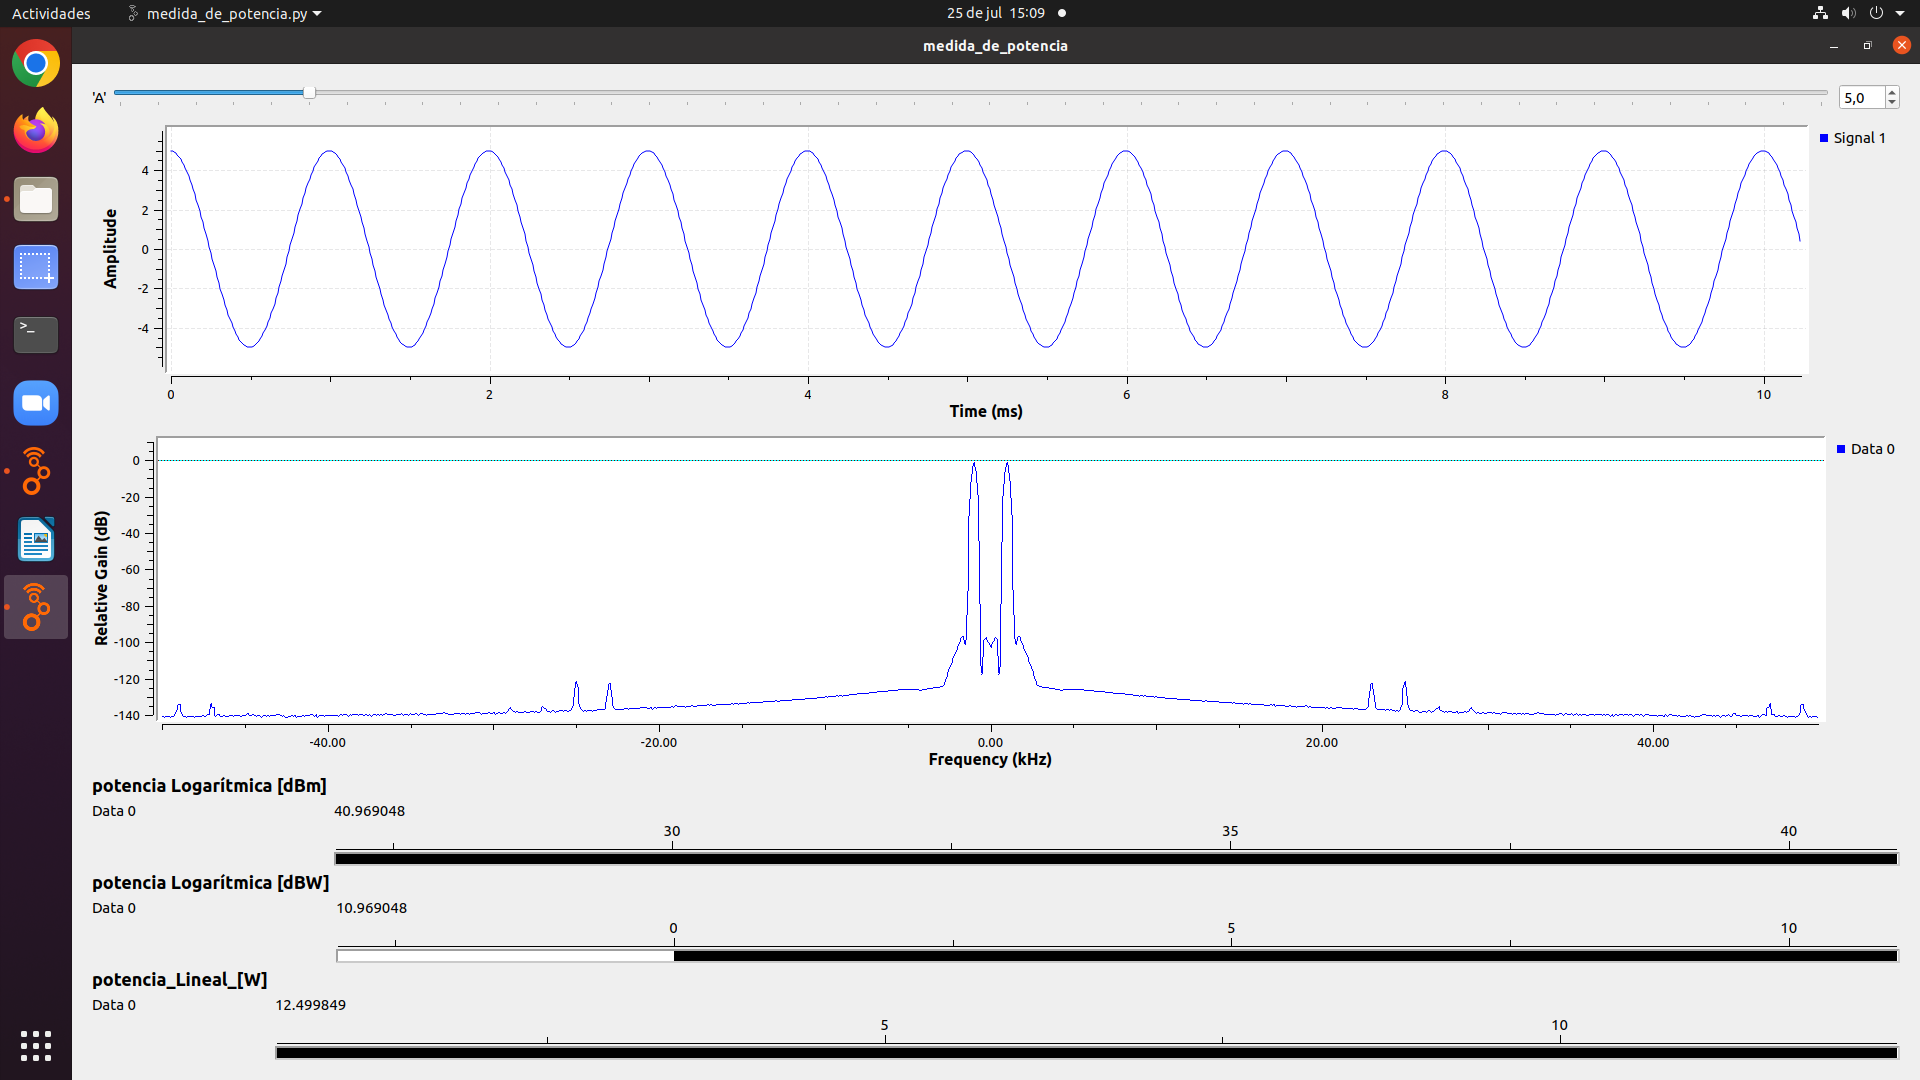 Actividades medida_de_potencia.py 25 de jul 15:09
medida_de_potencia
'A' 5,0
Signal 1
4
2
0
-2
-4
Amplitude
0 2 4 6 8 10
Time (ms)
Data 0
0
-20
-40
-60
-80
-100
-120
-140
Relative Gain (dB)
-40.00 -20.00 0.00 20.00 40.00
Frequency (kHz)
potencia Logarítmica [dBm]
Data 0 40.969048
30 35 40
potencia Logarítmica [dBW]
Data 0 10.969048
0 5 10
potencia_Lineal_[W]
Data 0 12.499849
5 10